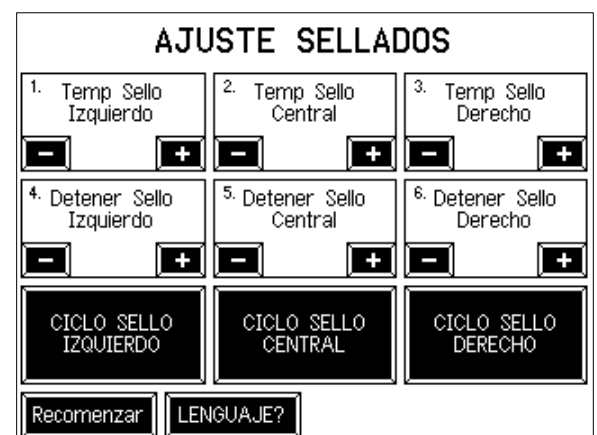 AJUSTE SELLADOS
1. Temp Sello
Izquierdo
- +
2. Temp Sello
Central
- +
3. Temp Sello
Derecho
- +
4. Detener Sello
Izquierdo
- +
5. Detener Sello
Central
- +
6. Detener Sello
Derecho
- +
CICLO SELLO
IZQUIERDO
CICLO SELLO
CENTRAL
CICLO SELLO
DERECHO
Recomenzar
LENGUAJE?